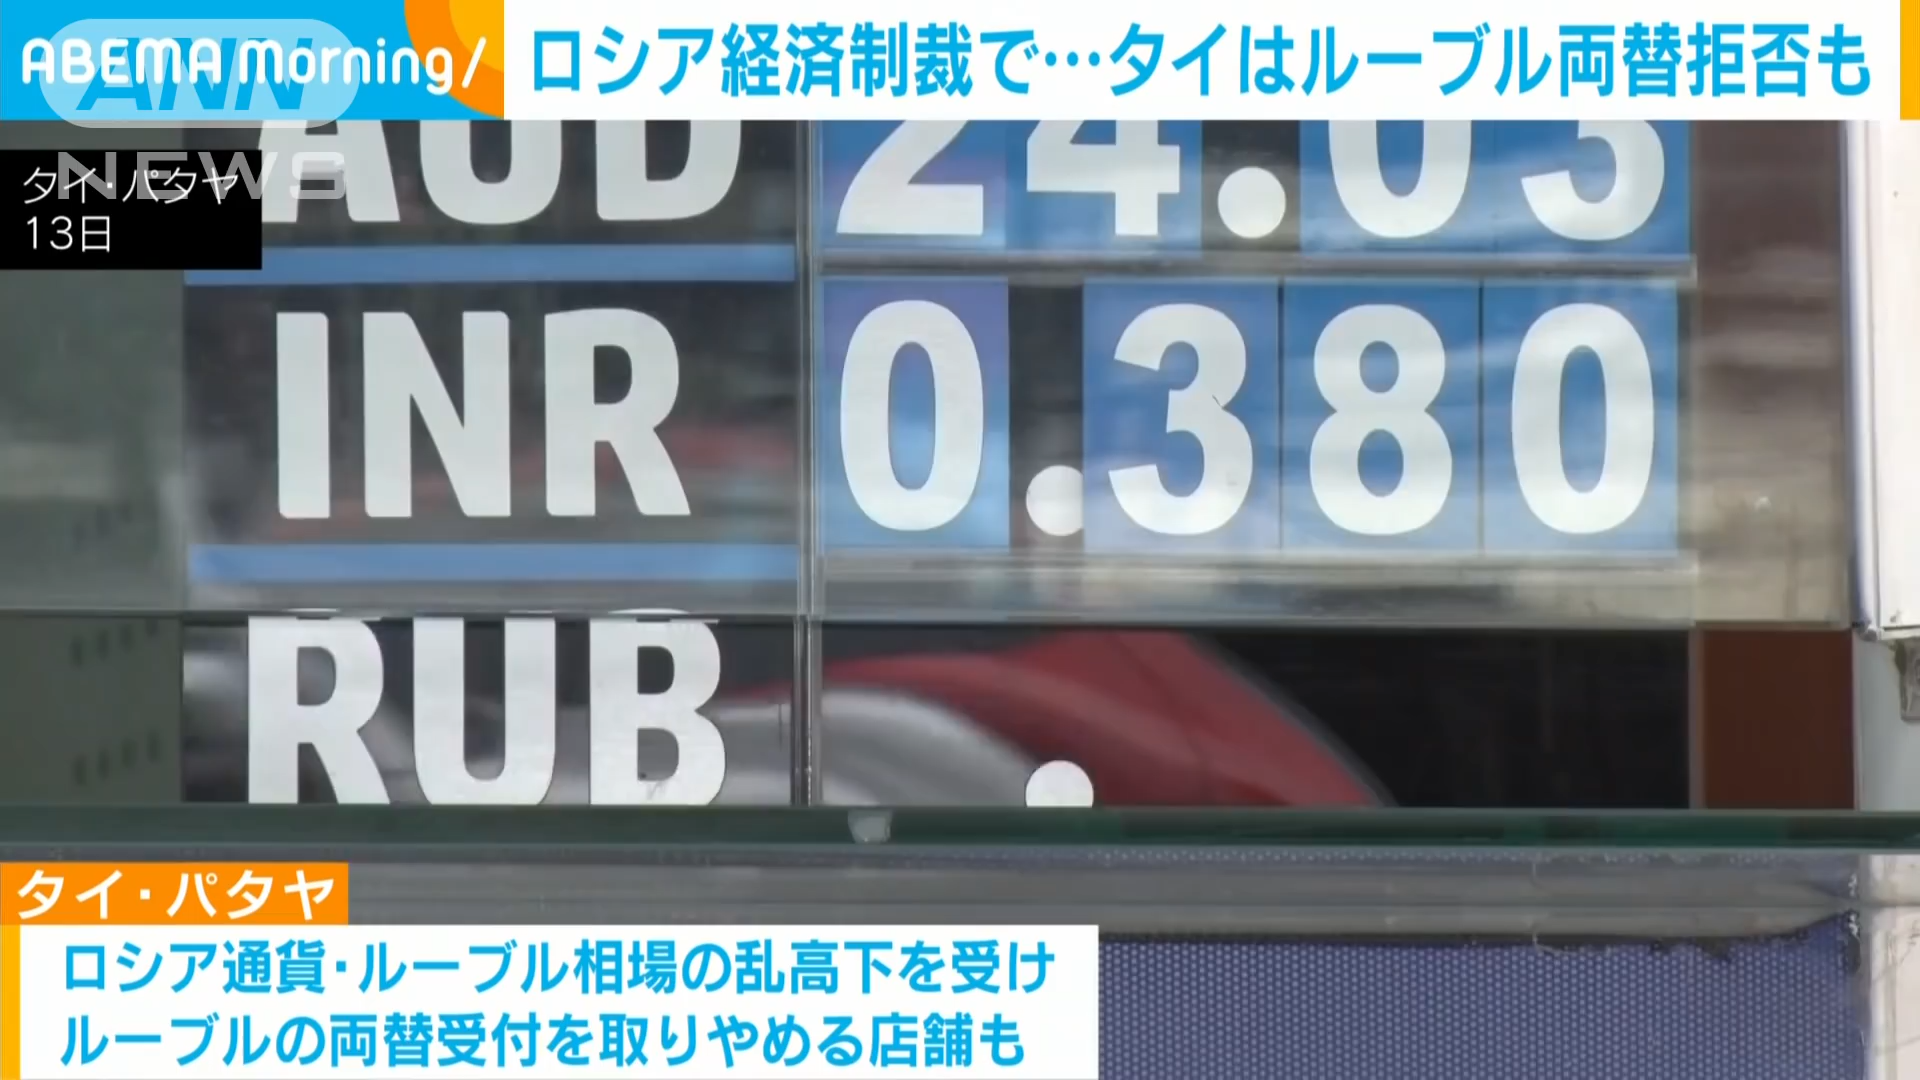 ABEMA Morning/
ロシア経済制裁で…タイはルーブル両替拒否も
ANN
NEWS
タイ・パタヤ
13日
AUD 24.03
INR 0.380
RUB .
タイ・パタヤ
ロシア通貨・ルーブル相場の乱高下を受け
ルーブルの両替受付を取りやめる店舗も